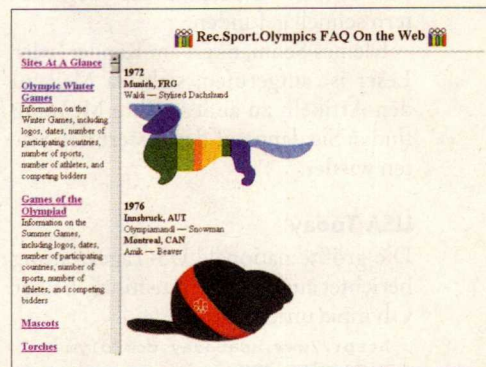 Rec.Sport.Olympics FAQ On the Web
Sites At A Glance
Olympic Winter
Games
Information on the
Winter Games, including
logos, dates, number of
participating countries,
number of sports,
number of athletes, and
competing bidders
Games of the
Olympiad
Information on the
Summer Games,
including logos, dates,
number of participating
countries, number of
sports, number of
athletes, and competing
bidders
Mascots
Torches
1972
Munich, FRG
Waldi — Stylized Dachshund
1976
Innsbruck, AUT
Olympiamandl — Snowman
Montreal, CAN
Amik — Beaver